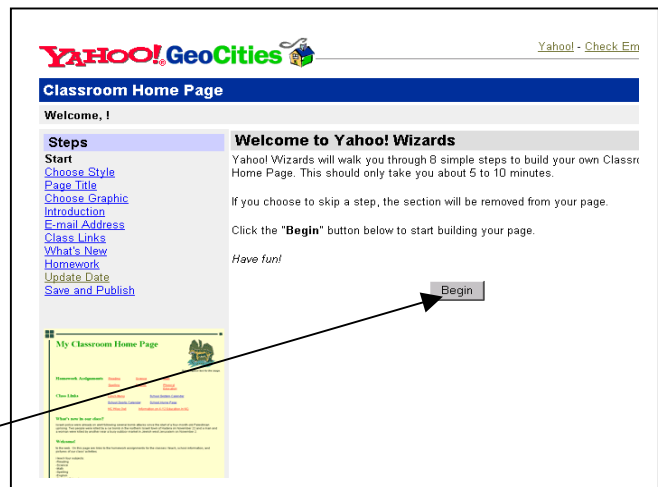 YAHOO! GeoCities
Yahoo! - Check Em
Classroom Home Page
Welcome, !
Steps
Start
Choose Style
Page Title
Choose Graphic
Introduction
E-mail Address
Class Links
What's New
Homework
Update Date
Save and Publish
Welcome to Yahoo! Wizards
Yahoo! Wizards will walk you through 8 simple steps to build your own Classro
Home Page. This should only take you about 5 to 10 minutes.
If you choose to skip a step, the section will be removed from your page.
Click the "Begin" button below to start building your page.
Have fun!
Begin
My Classroom Home Page
Homework Assignments
Class Links
What's new in our class?
Welcome!